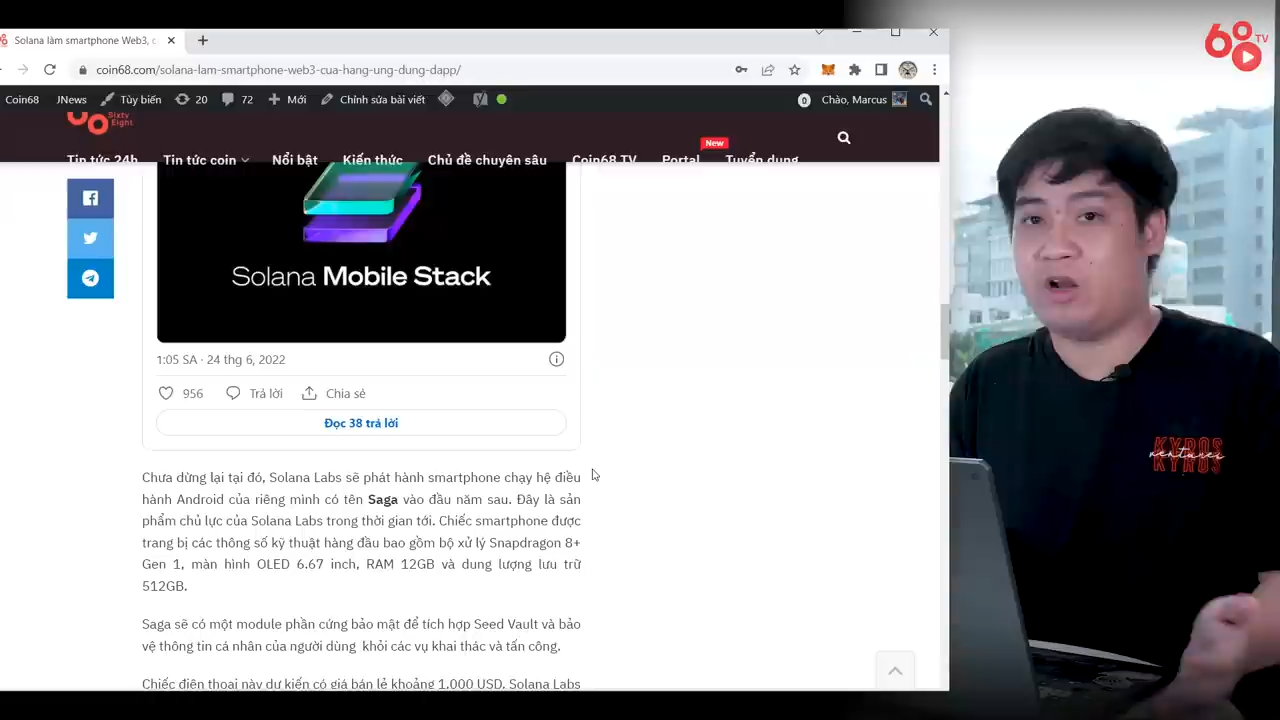 Solana làm smartphone Web3, c
coin68.com/solana-lam-smartphone-web3-cua-hang-ung-dung-dapp/
Coin68 JNews Tùy biến 20 72 Mới Chỉnh sửa bài viết 0 Chào, Marcus
Sixty
Eight
New
Tin tức 24h Tin tức coin Nổi bật Kiến thức Chủ đề chuyên sâu Coin68 TV Portal Tuyển dụng
Solana Mobile Stack
1:05 SA · 24 thg 6, 2022
956 Trả lời Chia sẻ
Đọc 38 trả lời
Chưa dừng lại tại đó, Solana Labs sẽ phát hành smartphone chạy hệ điều
hành Android của riêng mình có tên Saga vào đầu năm sau. Đây là sản
phẩm chủ lực của Solana Labs trong thời gian tới. Chiếc smartphone được
trang bị các thông số kỹ thuật hàng đầu bao gồm bộ xử lý Snapdragon 8+
Gen 1, màn hình OLED 6.67 inch, RAM 12GB và dung lượng lưu trữ
512GB.
Saga sẽ có một module phần cứng bảo mật để tích hợp Seed Vault và bảo
vệ thông tin cá nhân của người dùng khỏi các vụ khai thác và tấn công.
Chiếc điện thoại này dự kiến có giá bán lẻ khoảng 1.000 USD. Solana Labs
68 TV
KYROS
ventures
KYROS